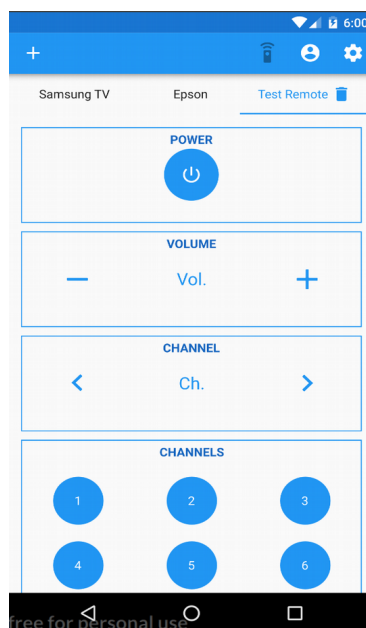 6:00
+
Samsung TV Epson Test Remote
POWER
VOLUME
− Vol. +
CHANNEL
< Ch. >
CHANNELS
1 2 3
4 5 6
free for personal use